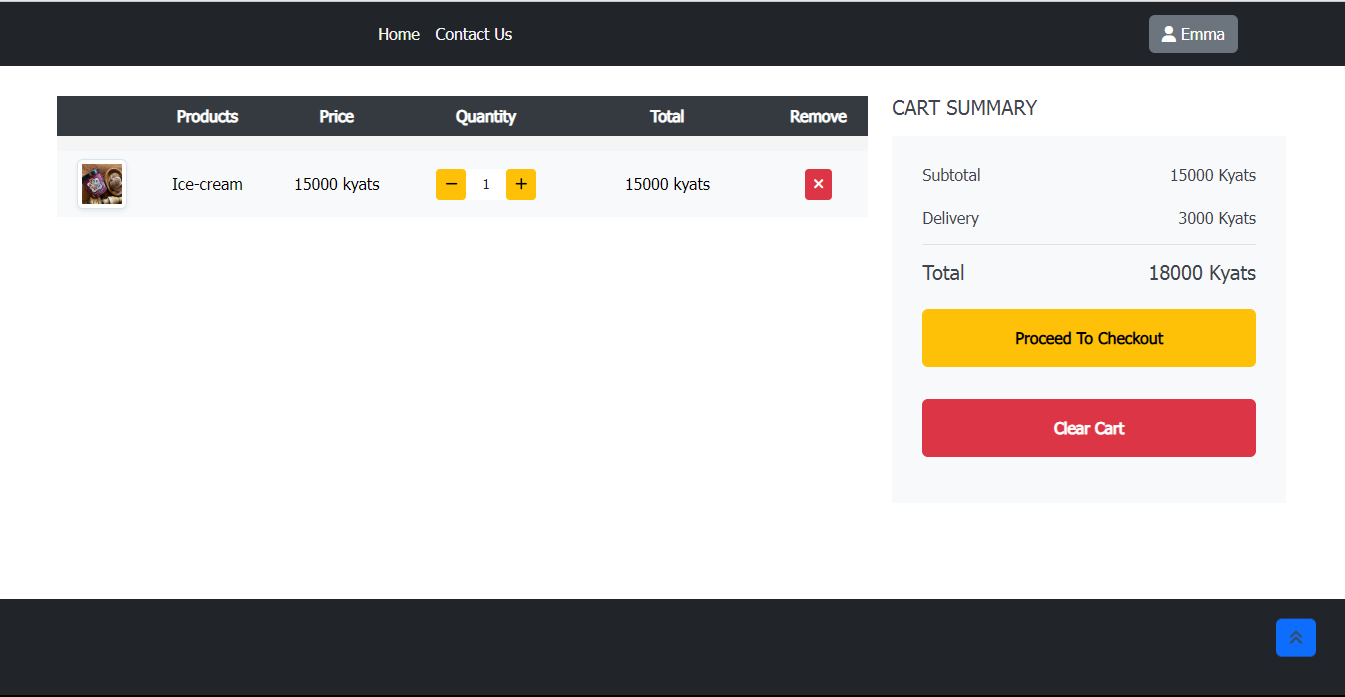 Home Contact Us Emma
Products Price Quantity Total Remove
Ice-cream 15000 kyats 1 15000 kyats
CART SUMMARY
Subtotal 15000 Kyats
Delivery 3000 Kyats
Total 18000 Kyats
Proceed To Checkout
Clear Cart